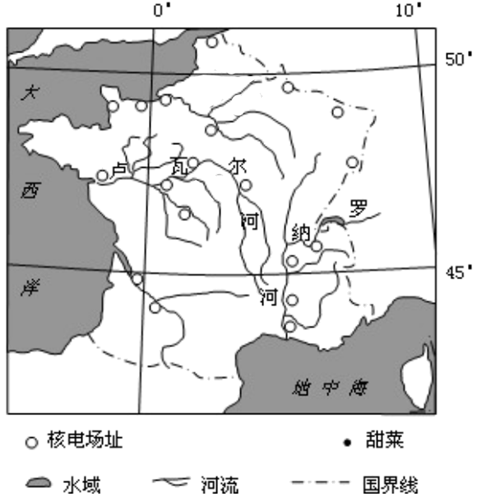 0° 10°
50°
大
卢 瓦 尔
西
罗
河 纳
45°
洋
河
地中海
核电场址 甜菜
水域 河流 国界线